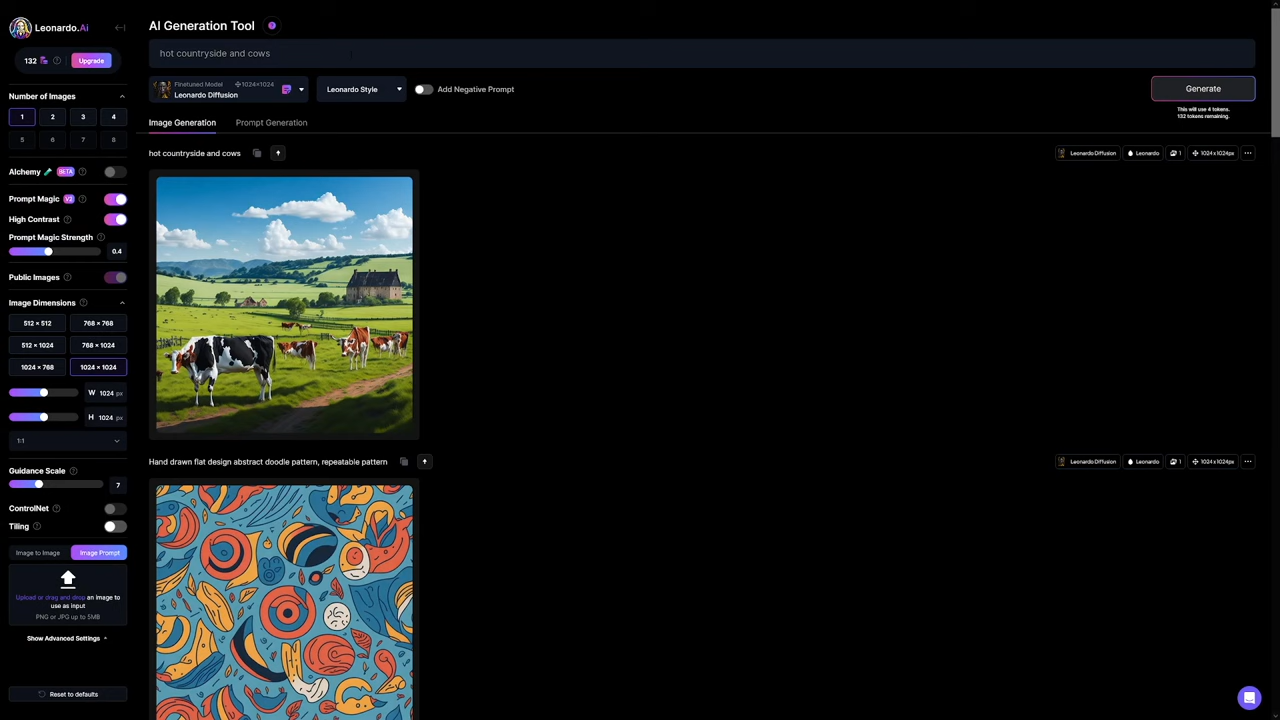 Leonardo.Ai
132
Upgrade
Number of Images
1 2 3 4
5 6 7 8
Alchemy BETA
Prompt Magic V2
High Contrast
Prompt Magic Strength
0.4
Public Images
Image Dimensions
512 × 512 768 × 768
512 × 1024 768 × 1024
1024 × 768 1024 × 1024
W 1024 px
H 1024 px
1:1
Guidance Scale
7
ControlNet
Tiling
Image to Image Image Prompt
Upload or drag and drop an image to
use as input
PNG or JPG up to 5MB
Show Advanced Settings
Reset to defaults
AI Generation Tool
hot countryside and cows
Finetuned Model 1024×1024
Leonardo Diffusion
Leonardo Style
Add Negative Prompt
Generate
This will use 4 tokens.
132 tokens remaining.
Image Generation Prompt Generation
hot countryside and cows
Leonardo Diffusion Leonardo 1 1024x1024px
Hand drawn flat design abstract doodle pattern, repeatable pattern
Leonardo Diffusion Leonardo 1 1024x1024px